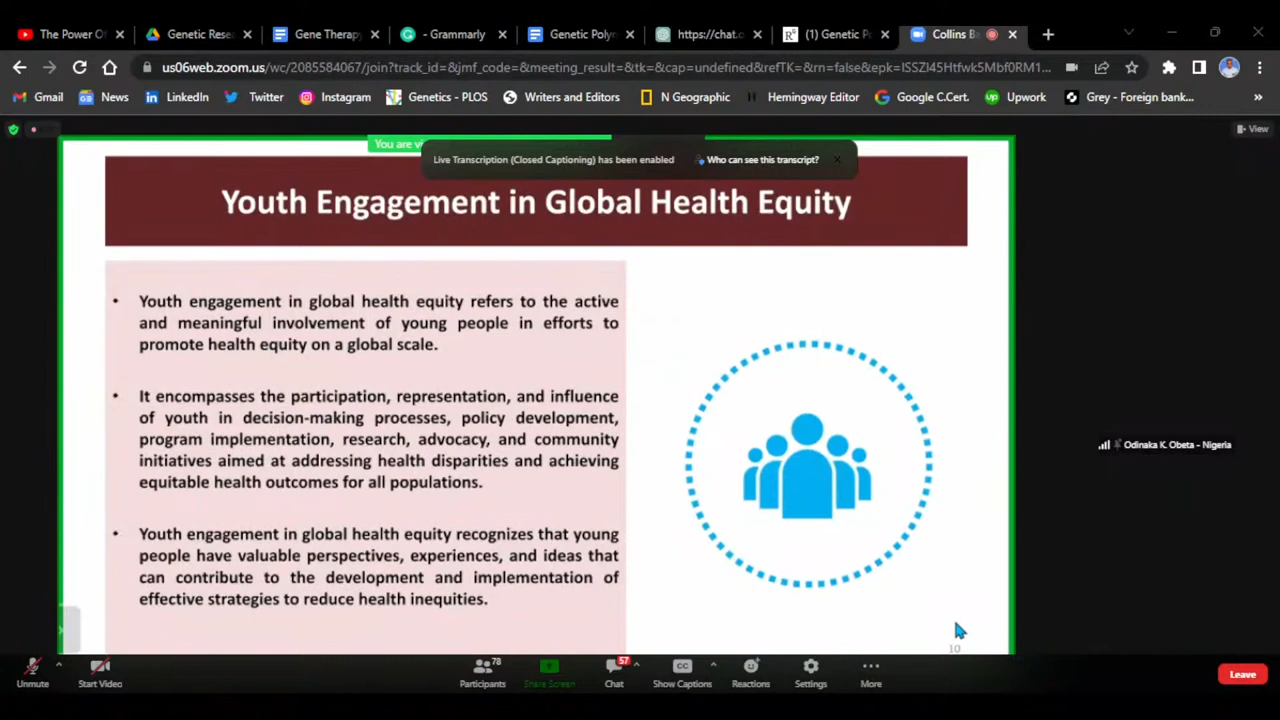 The Power Of
Genetic Resea
Gene Therapy
- Grammarly
Genetic Polyn
https://chat.o
(1) Genetic Po
Collins Ba
us06web.zoom.us/wc/2085584067/join?track_id=&jmf_code=&meeting_result=&tk=&cap=undefined&refTK=&rn=false&epk=ISSZI45Htfwk5Mbf0RM1...
Gmail
News
LinkedIn
Twitter
Instagram
Genetics - PLOS
Writers and Editors
N Geographic
Hemingway Editor
Google C.Cert.
Upwork
Grey - Foreign bank...
»
View
You are v
Live Transcription (Closed Captioning) has been enabled
Who can see this transcript?
Youth Engagement in Global Health Equity
• Youth engagement in global health equity refers to the active
and meaningful involvement of young people in efforts to
promote health equity on a global scale.
• It encompasses the participation, representation, and influence
of youth in decision-making processes, policy development,
program implementation, research, advocacy, and community
initiatives aimed at addressing health disparities and achieving
equitable health outcomes for all populations.
• Youth engagement in global health equity recognizes that young
people have valuable perspectives, experiences, and ideas that
can contribute to the development and implementation of
effective strategies to reduce health inequities.
10
Odinaka K. Obeta - Nigeria
Unmute
Start Video
Participants
78
Share Screen
Chat
57
CC
Show Captions
Reactions
Settings
More
Leave